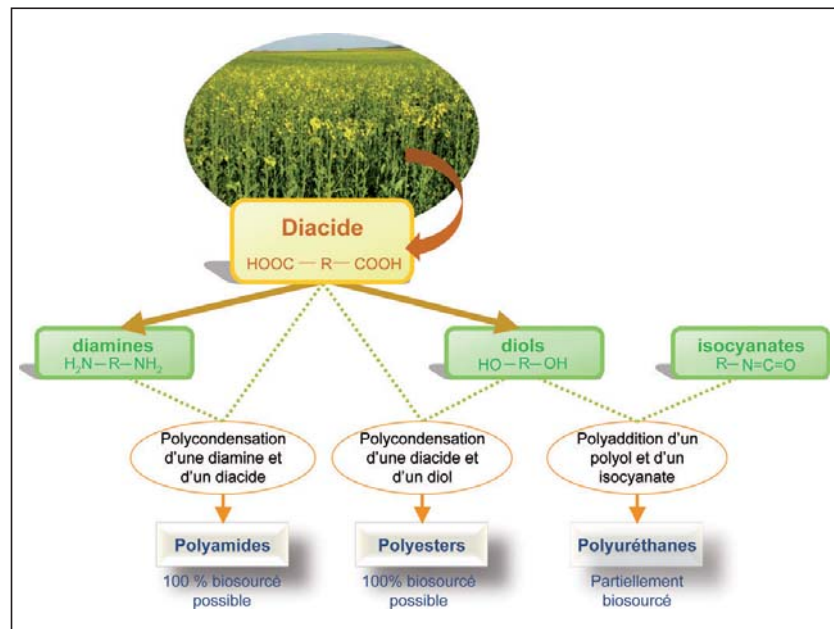 Diacide
HOOC — R — COOH
diamines
H₂N—R—NH₂
diols
HO—R—OH
isocyanates
R—N=C=O
Polycondensation
d'une diamine et
d'un diacide
Polycondensation
d'une diacide et
d'un diol
Polyaddition d'un
polyol et d'un
isocyanate
Polyamides
Polyesters
Polyuréthanes
100 % biosourcé
possible
100% biosourcé
possible
Partiellement
biosourcé